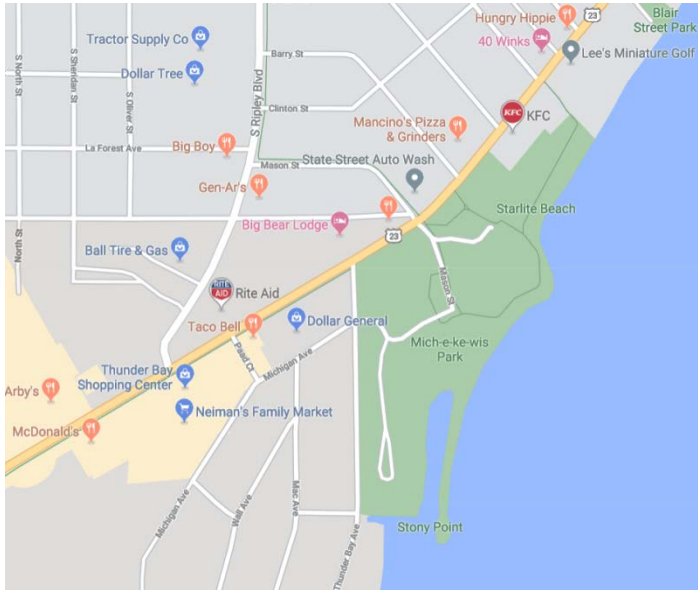 Hungry Hippie
23
Blair
Street Park
Tractor Supply Co
40 Winks
Lee's Miniature Golf
Barry St
S North St
S Sheridan St
S Oliver St
Dollar Tree
S Ripley Blvd
Clinton St
KFC
KFC
Mancino's Pizza
& Grinders
La Forest Ave
Big Boy
State Street Auto Wash
Mason St
Gen-Ar's
Starlite Beach
Big Bear Lodge
23
North St
Ball Tire & Gas
Mason St
RITE
AID
Rite Aid
Dollar General
Taco Bell
Mich-e-ke-wis
Park
Paad Ct
Michigan Ave
Thunder Bay
Shopping Center
Arby's
Neiman's Family Market
McDonald's
Michigan Ave
Wall Ave
Mac Ave
Stony Point
Thunder Bay Ave